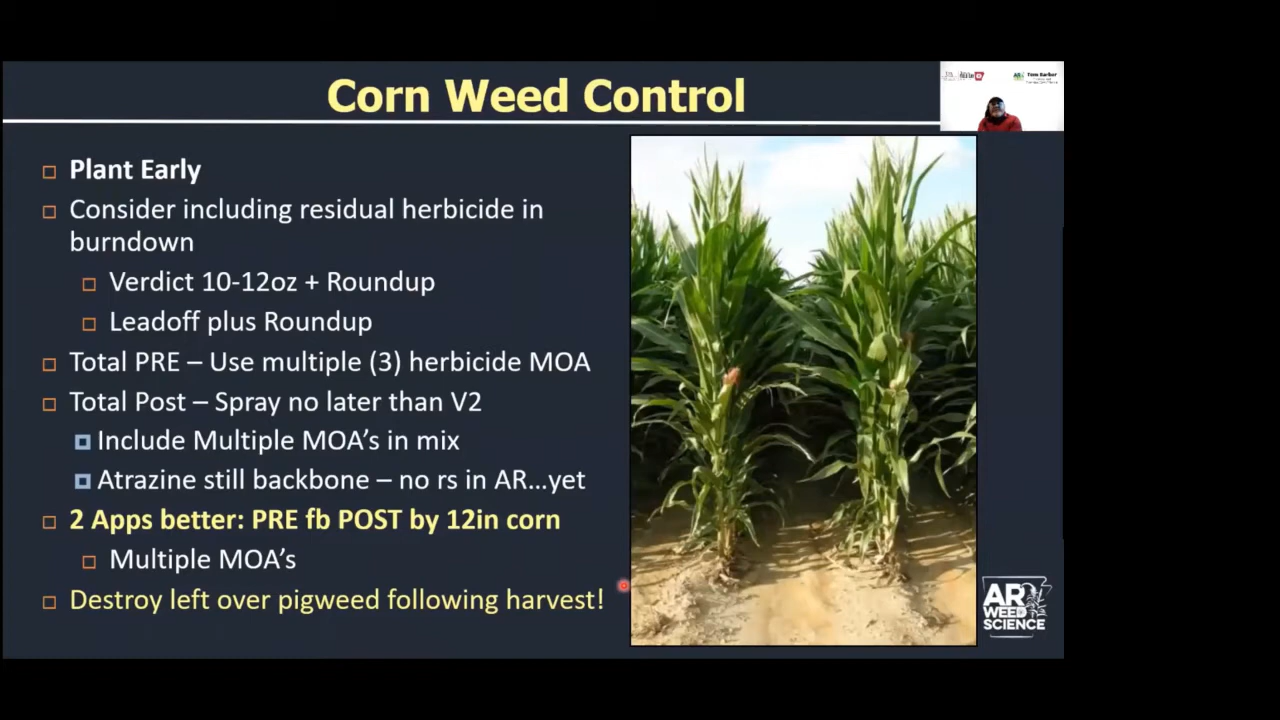 Corn Weed Control
Tom Barber
Plant Early
Consider including residual herbicide in
burndown
Verdict 10-12oz + Roundup
Leadoff plus Roundup
Total PRE – Use multiple (3) herbicide MOA
Total Post – Spray no later than V2
Include Multiple MOA's in mix
Atrazine still backbone – no rs in AR...yet
2 Apps better: PRE fb POST by 12in corn
Multiple MOA's
Destroy left over pigweed following harvest!
AR
WEED
SCIENCE